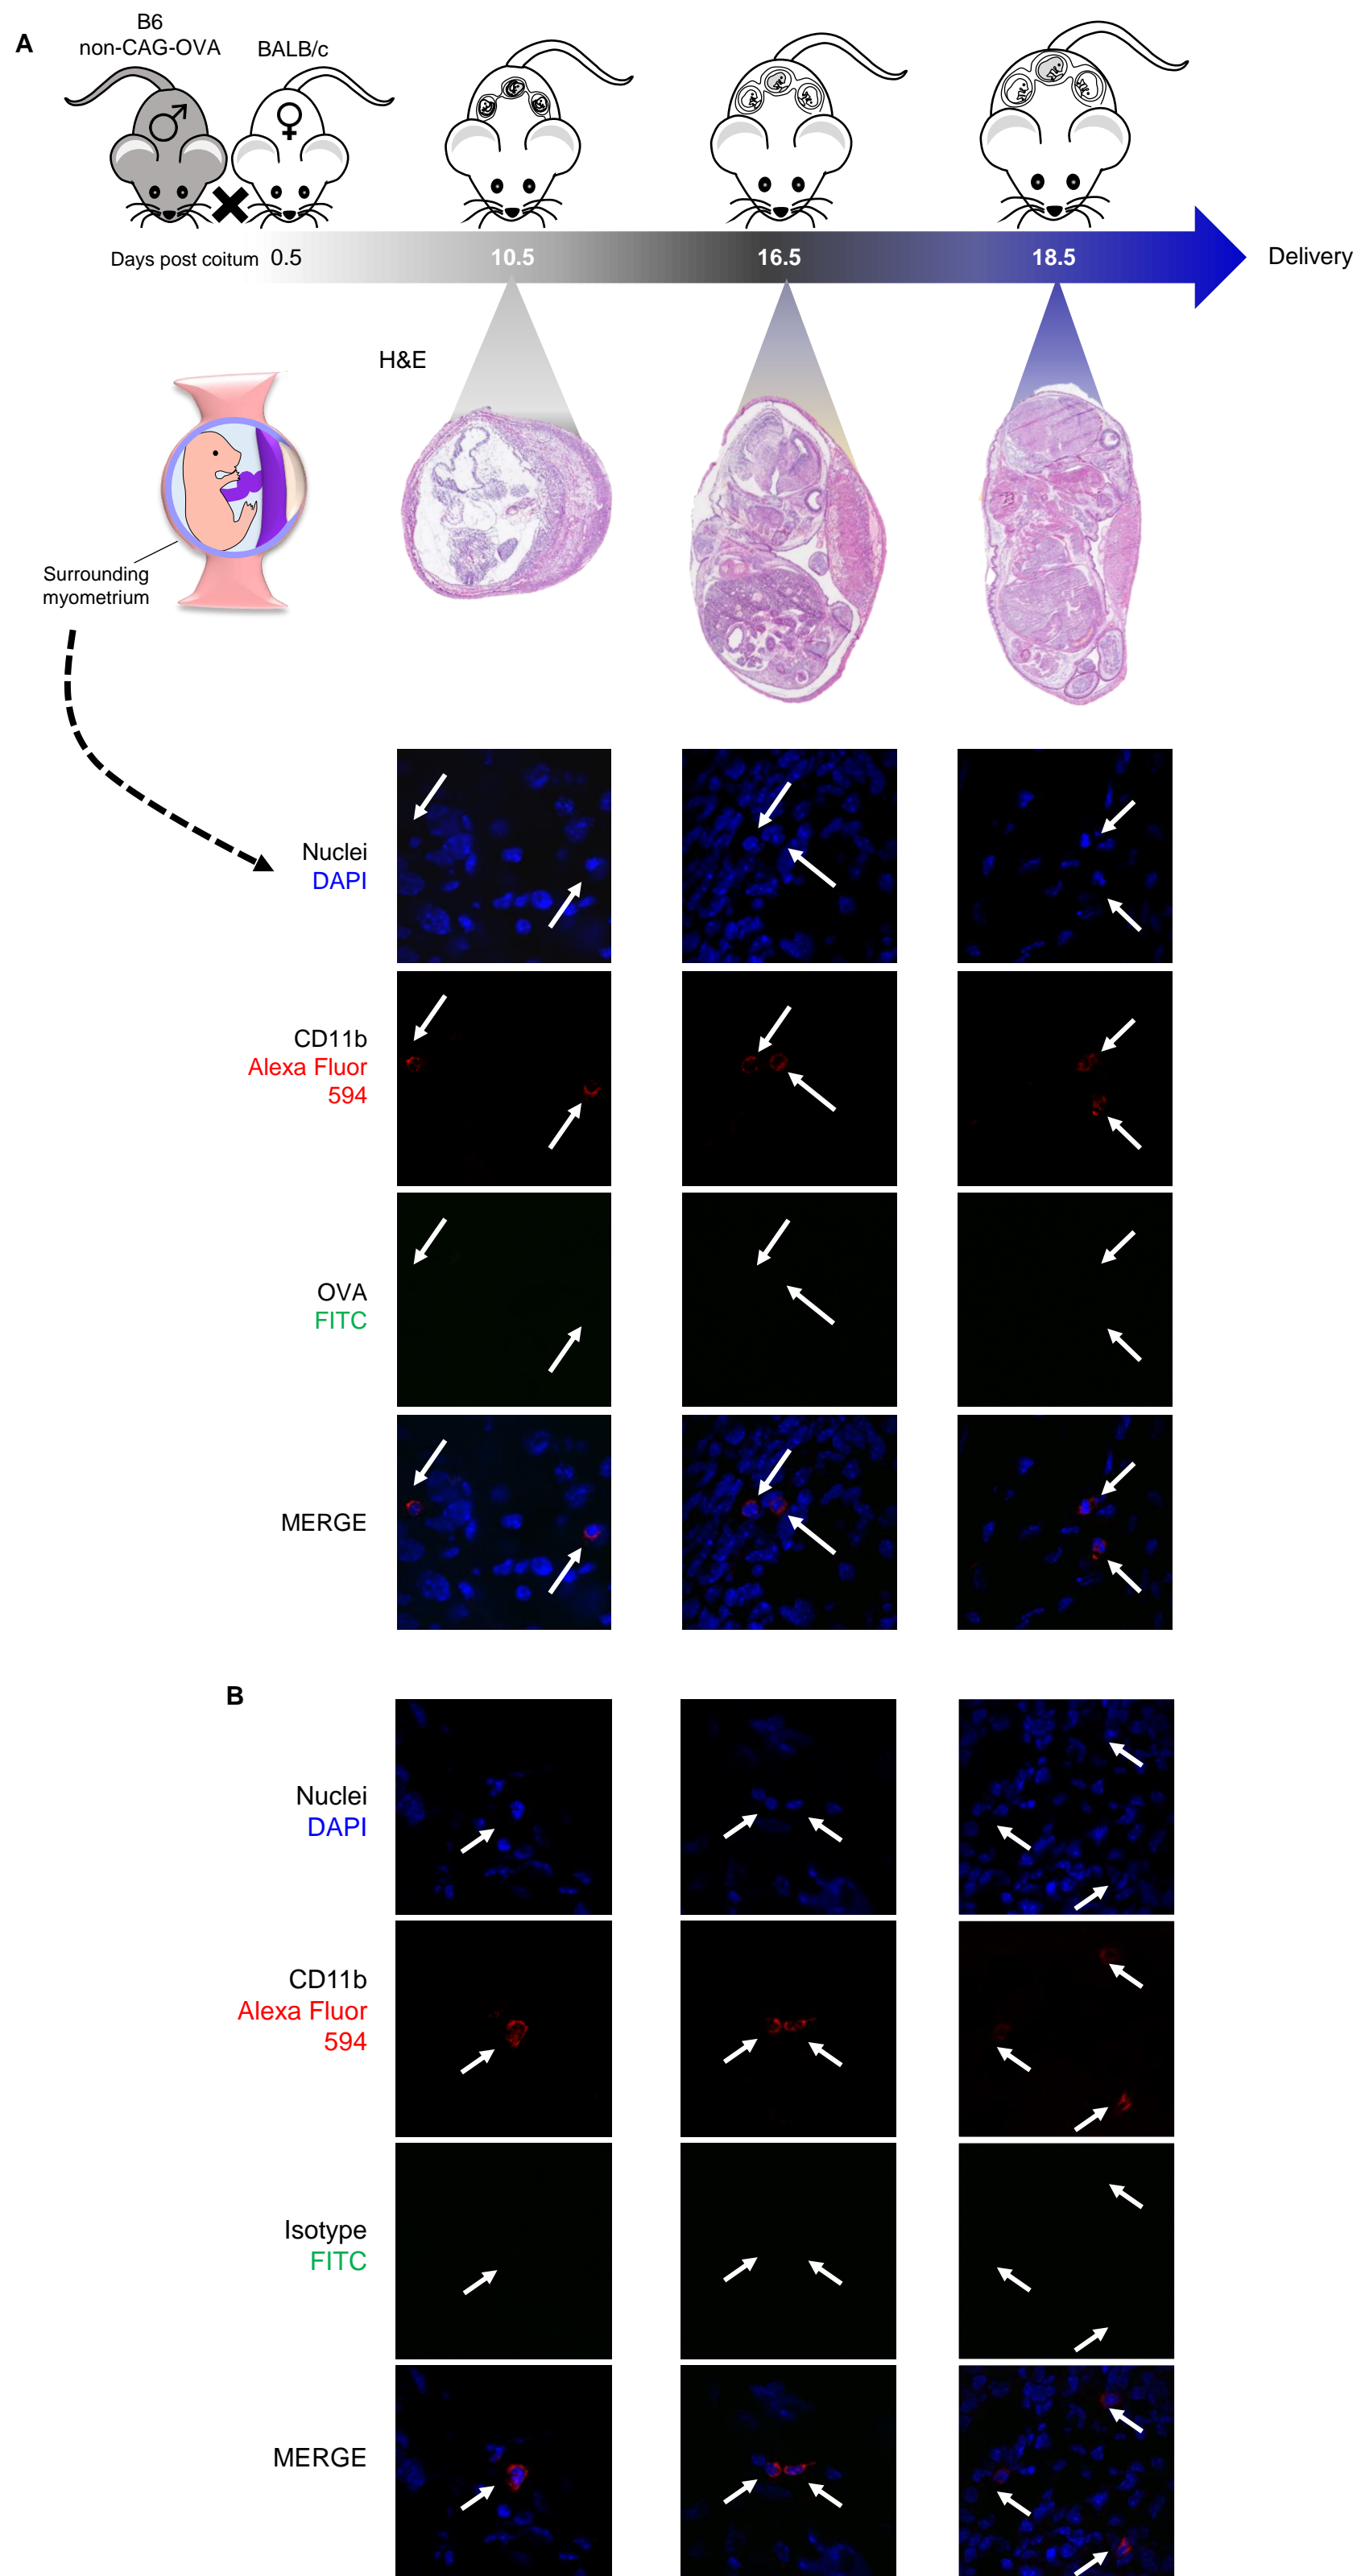 A
B6
non-CAG-OVA
BALB/c
Days post coitum 0.5
10.5
16.5
18.5
Delivery
H&E
Surrounding
myometrium
Nuclei
DAPI
CD11b
Alexa Fluor
594
OVA
FITC
MERGE
B
Nuclei
DAPI
CD11b
Alexa Fluor
594
Isotype
FITC
MERGE